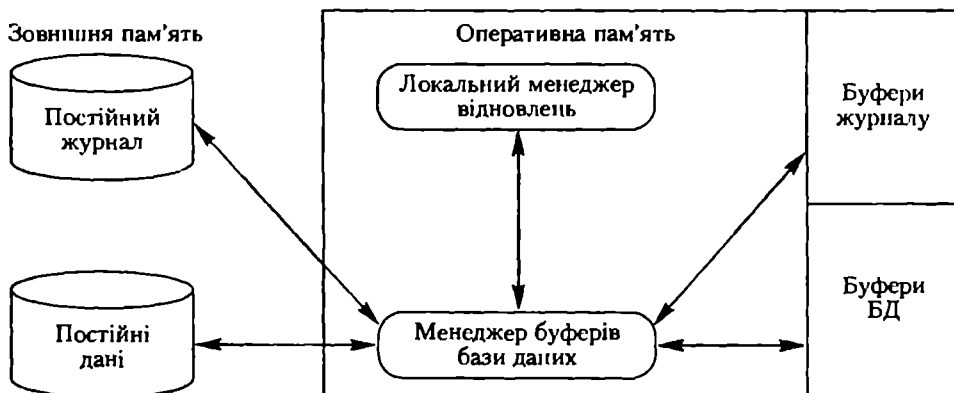 Зовнішня пам'ять
Оперативна пам'ять
Постійний
журнал
Локальний менеджер
відновлень
Буфери
журналу
Постійні
дані
Менеджер буферів
бази даних
Буфери
БД